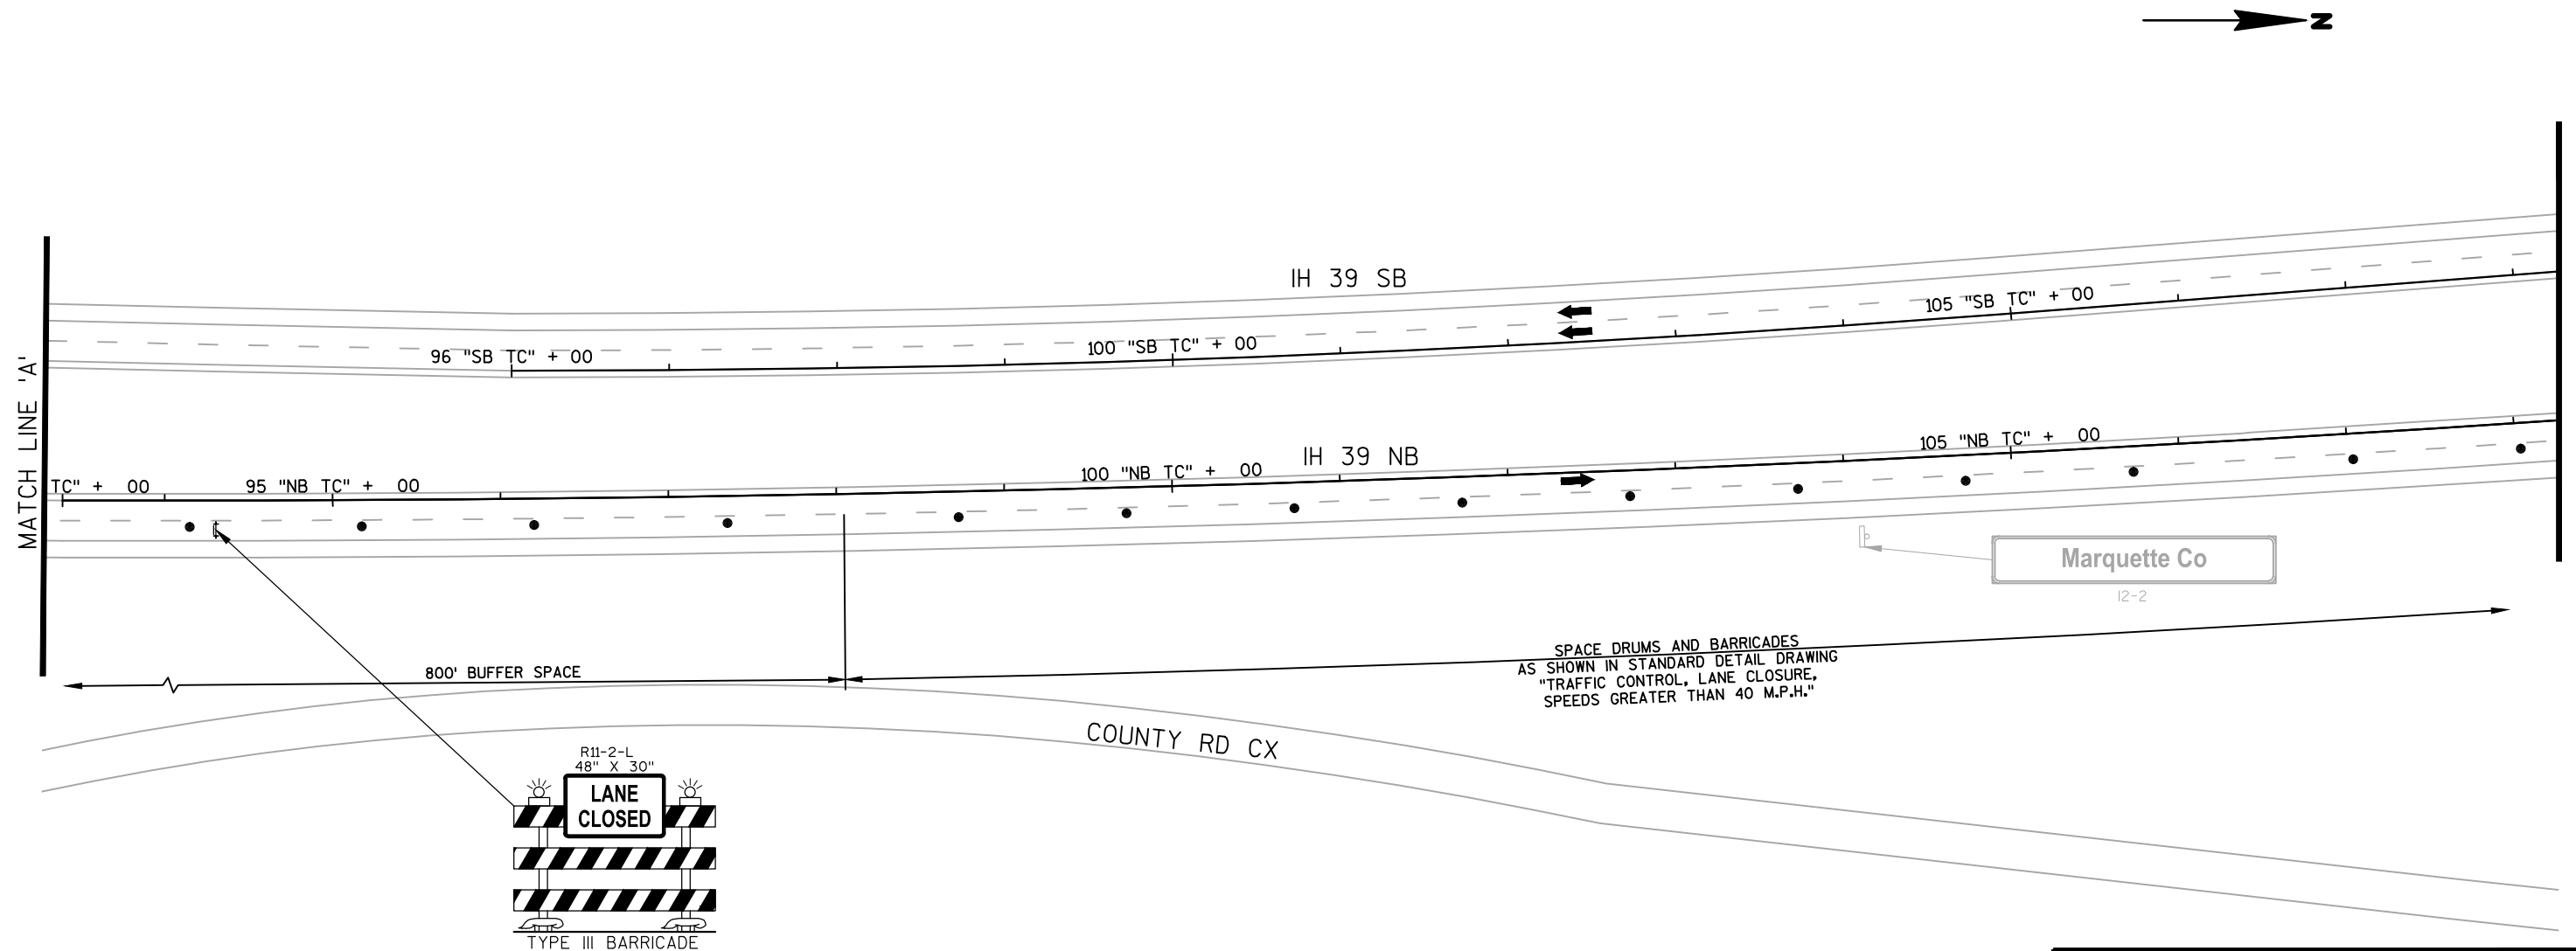 N
MATCH LINE 'A'
IH 39 SB
96 "SB TC" + 00
100 "SB TC" + 00
105 "SB TC" + 00
TC" + 00
95 "NB TC" + 00
100 "NB TC" + 00
IH 39 NB
105 "NB TC" + 00
Marquette Co
I2-2
800' BUFFER SPACE
SPACE DRUMS AND BARRICADES
AS SHOWN IN STANDARD DETAIL DRAWING
"TRAFFIC CONTROL, LANE CLOSURE,
SPEEDS GREATER THAN 40 M.P.H."
COUNTY RD CX
R11-2-L
48" X 30"
LANE
CLOSED
TYPE III BARRICADE